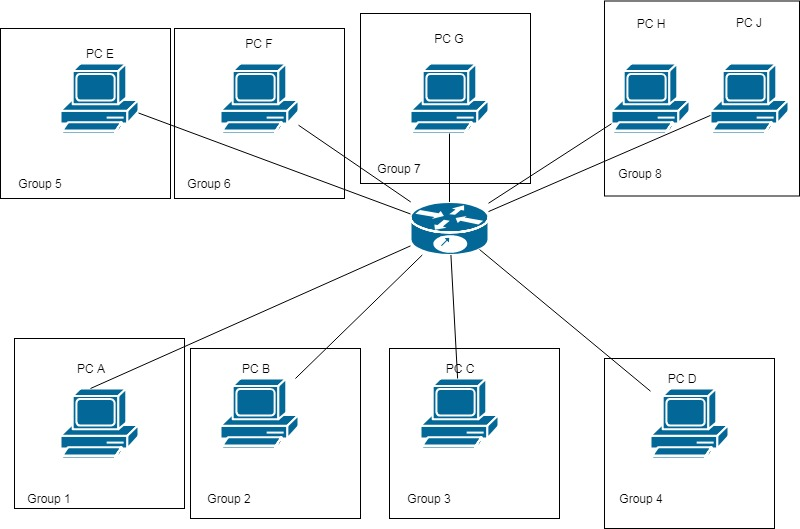 PC E
PC F
PC G
PC H
PC J
Group 5
Group 6
Group 7
Group 8
PC A
PC B
PC C
PC D
Group 1
Group 2
Group 3
Group 4